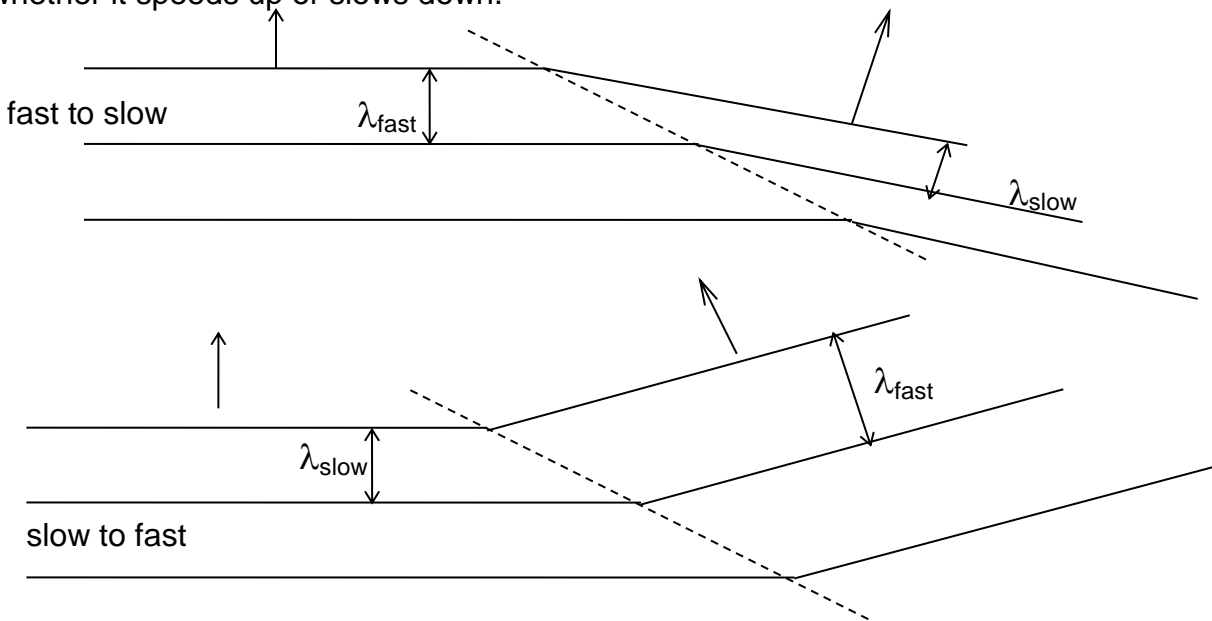 whether it speeds up or slows down.
fast to slow
λfast
λslow
λfast
λslow
slow to fast